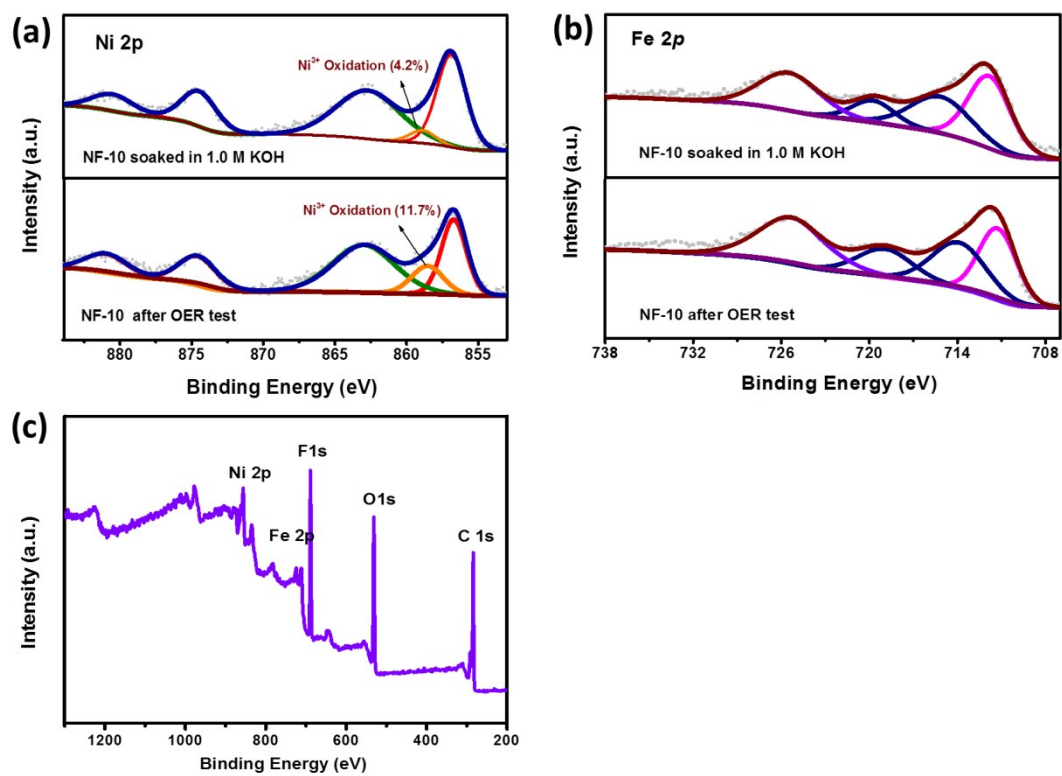 (a)
Ni 2p
Ni³⁺ Oxidation (4.2%)
NF-10 soaked in 1.0 M KOH
Ni³⁺ Oxidation (11.7%)
NF-10 after OER test
Intensity (a.u.)
880 875 870 865 860 855
Binding Energy (eV)
(b)
Fe 2p
NF-10 soaked in 1.0 M KOH
NF-10 after OER test
Intensity (a.u.)
738 732 726 720 714 708
Binding Energy (eV)
(c)
F1s
Ni 2p
O1s
Fe 2p
C 1s
Intensity (a.u.)
1200 1000 800 600 400 200
Binding Energy (eV)